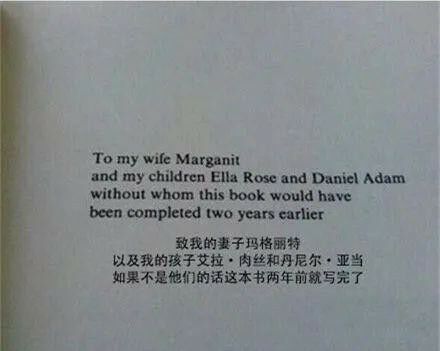 To my wife Marganit
and my children Ella Rose and Daniel Adam
without whom this book would have
been completed two years earlier
致我的妻子玛格丽特
以及我的孩子艾拉·肉丝和丹尼尔·亚当
如果不是他们的话这本书两年前就写完了